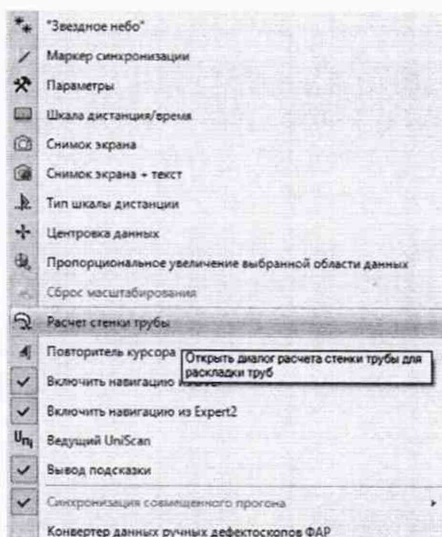 "Звездное небо"
Маркер синхронизации
Параметры
Шкала дистанция/время
Снимок экрана
Снимок экрана + текст
Тип шкалы дистанции
Центровка данных
Пропорциональное увеличение выбранной области данных
Сброс масштабирования
Расчет стенки трубы
Повторитель курсора
Открыть диалог расчета стенки трубы для
раскладки труб
Включить навигацию
Включить навигацию из Expert2
Ведущий UniScan
Вывод подсказки
Синхронизация совмещенного прогона
Конвертер данных ручных дефектоскопов ФАР